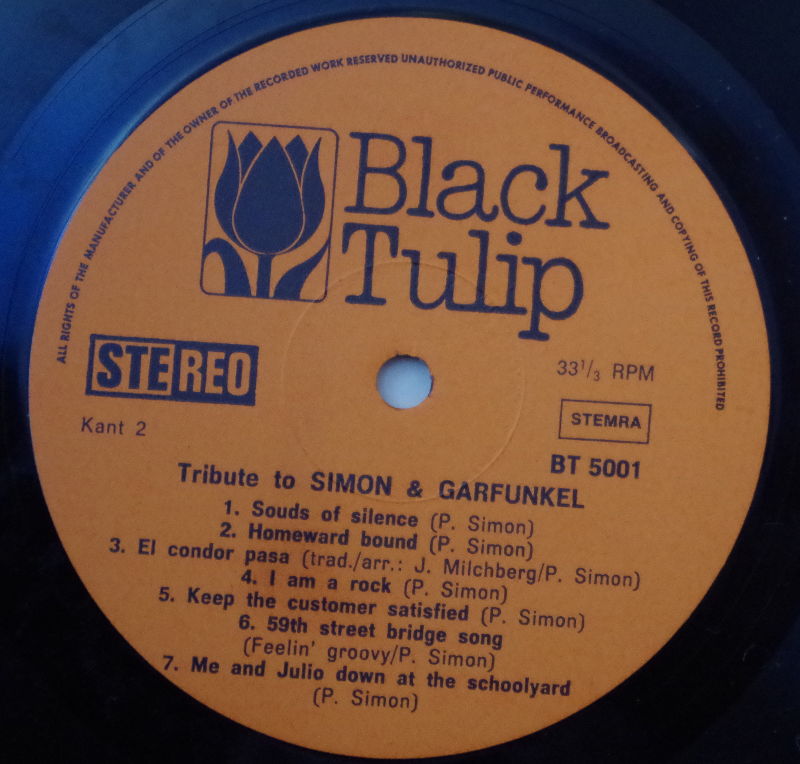 ALL RIGHTS OF THE MANUFACTURER AND OF THE OWNER OF THE RECORDED WORK RESERVED UNAUTHORIZED PUBLIC PERFORMANCE BROADCASTING AND COPYING OF THIS RECORD PROHIBITED
Black
Tulip
STEREO
33¹/₃ RPM
Kant 2
STEMRA
BT 5001
Tribute to SIMON & GARFUNKEL
1. Souds of silence (P. Simon)
2. Homeward bound (P. Simon)
3. El condor pasa (trad./arr.: J. Milchberg/P. Simon)
4. I am a rock (P. Simon)
5. Keep the customer satisfied (P. Simon)
6. 59th street bridge song
(Feelin' groovy/P. Simon)
7. Me and Julio down at the schoolyard
(P. Simon)